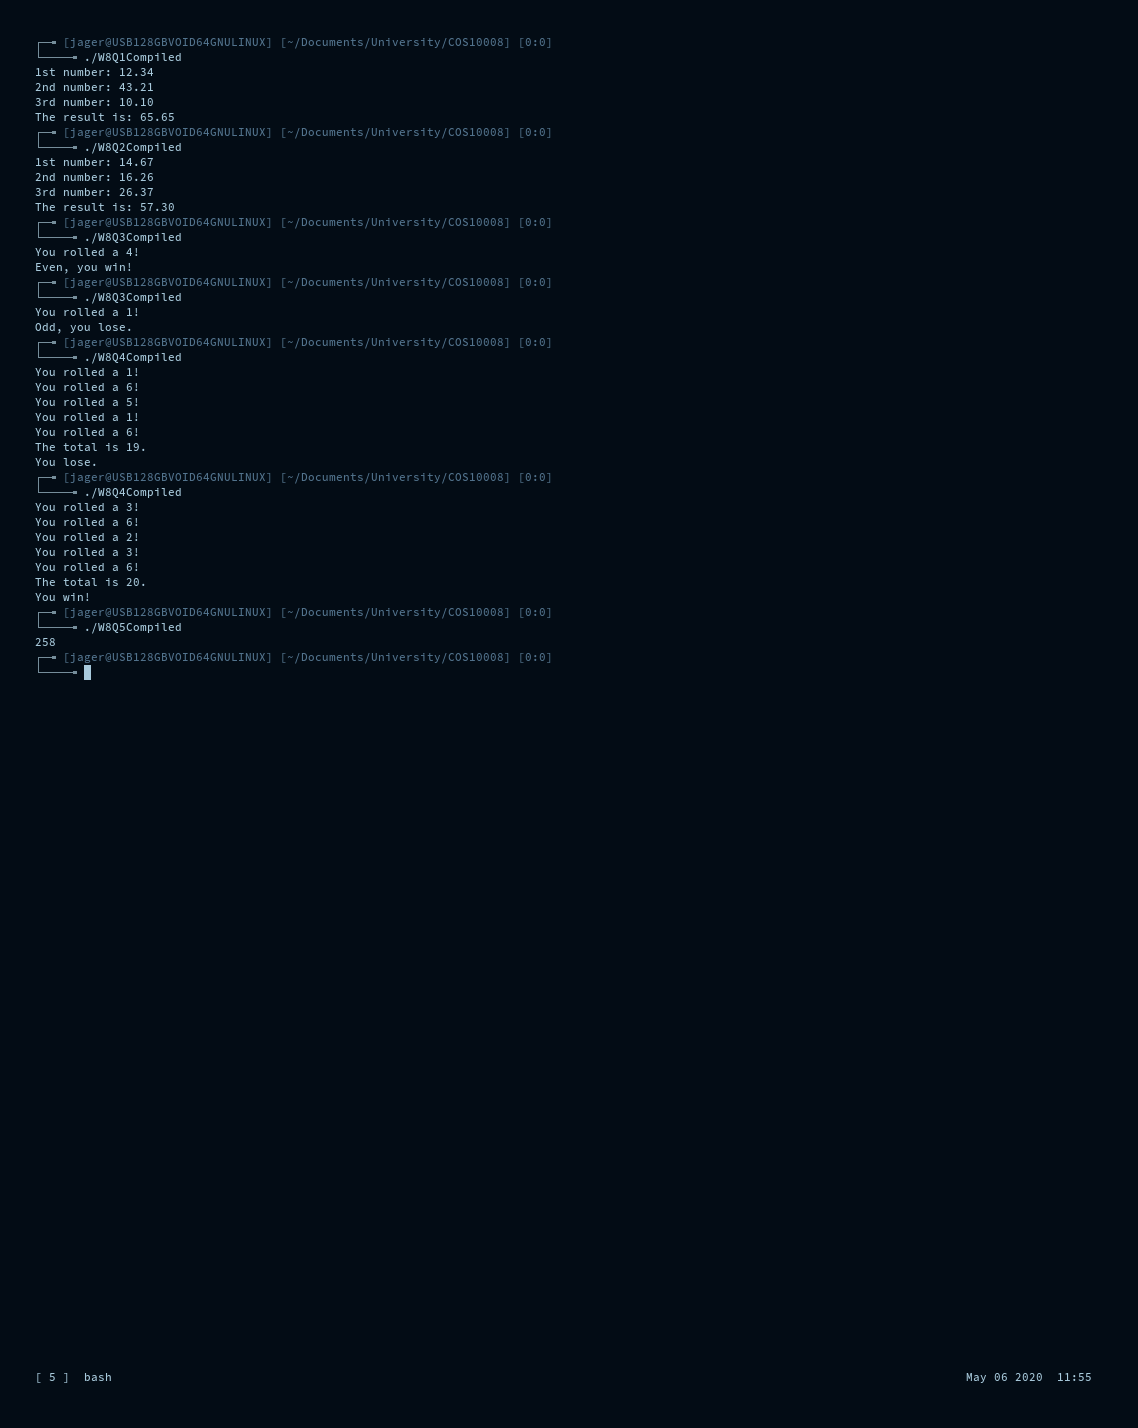 ┌──╼ [jager@USB128GBVOID64GNULINUX] [~/Documents/University/COS10008] [0:0]
└─────╼ ./W8Q1Compiled
1st number: 12.34
2nd number: 43.21
3rd number: 10.10
The result is: 65.65
┌──╼ [jager@USB128GBVOID64GNULINUX] [~/Documents/University/COS10008] [0:0]
└─────╼ ./W8Q2Compiled
1st number: 14.67
2nd number: 16.26
3rd number: 26.37
The result is: 57.30
┌──╼ [jager@USB128GBVOID64GNULINUX] [~/Documents/University/COS10008] [0:0]
└─────╼ ./W8Q3Compiled
You rolled a 4!
Even, you win!
┌──╼ [jager@USB128GBVOID64GNULINUX] [~/Documents/University/COS10008] [0:0]
└─────╼ ./W8Q3Compiled
You rolled a 1!
Odd, you lose.
┌──╼ [jager@USB128GBVOID64GNULINUX] [~/Documents/University/COS10008] [0:0]
└─────╼ ./W8Q4Compiled
You rolled a 1!
You rolled a 6!
You rolled a 5!
You rolled a 1!
You rolled a 6!
The total is 19.
You lose.
┌──╼ [jager@USB128GBVOID64GNULINUX] [~/Documents/University/COS10008] [0:0]
└─────╼ ./W8Q4Compiled
You rolled a 3!
You rolled a 6!
You rolled a 2!
You rolled a 3!
You rolled a 6!
The total is 20.
You win!
┌──╼ [jager@USB128GBVOID64GNULINUX] [~/Documents/University/COS10008] [0:0]
└─────╼ ./W8Q5Compiled
258
┌──╼ [jager@USB128GBVOID64GNULINUX] [~/Documents/University/COS10008] [0:0]
└─────╼
[ 5 ]  bash
May 06 2020  11:55